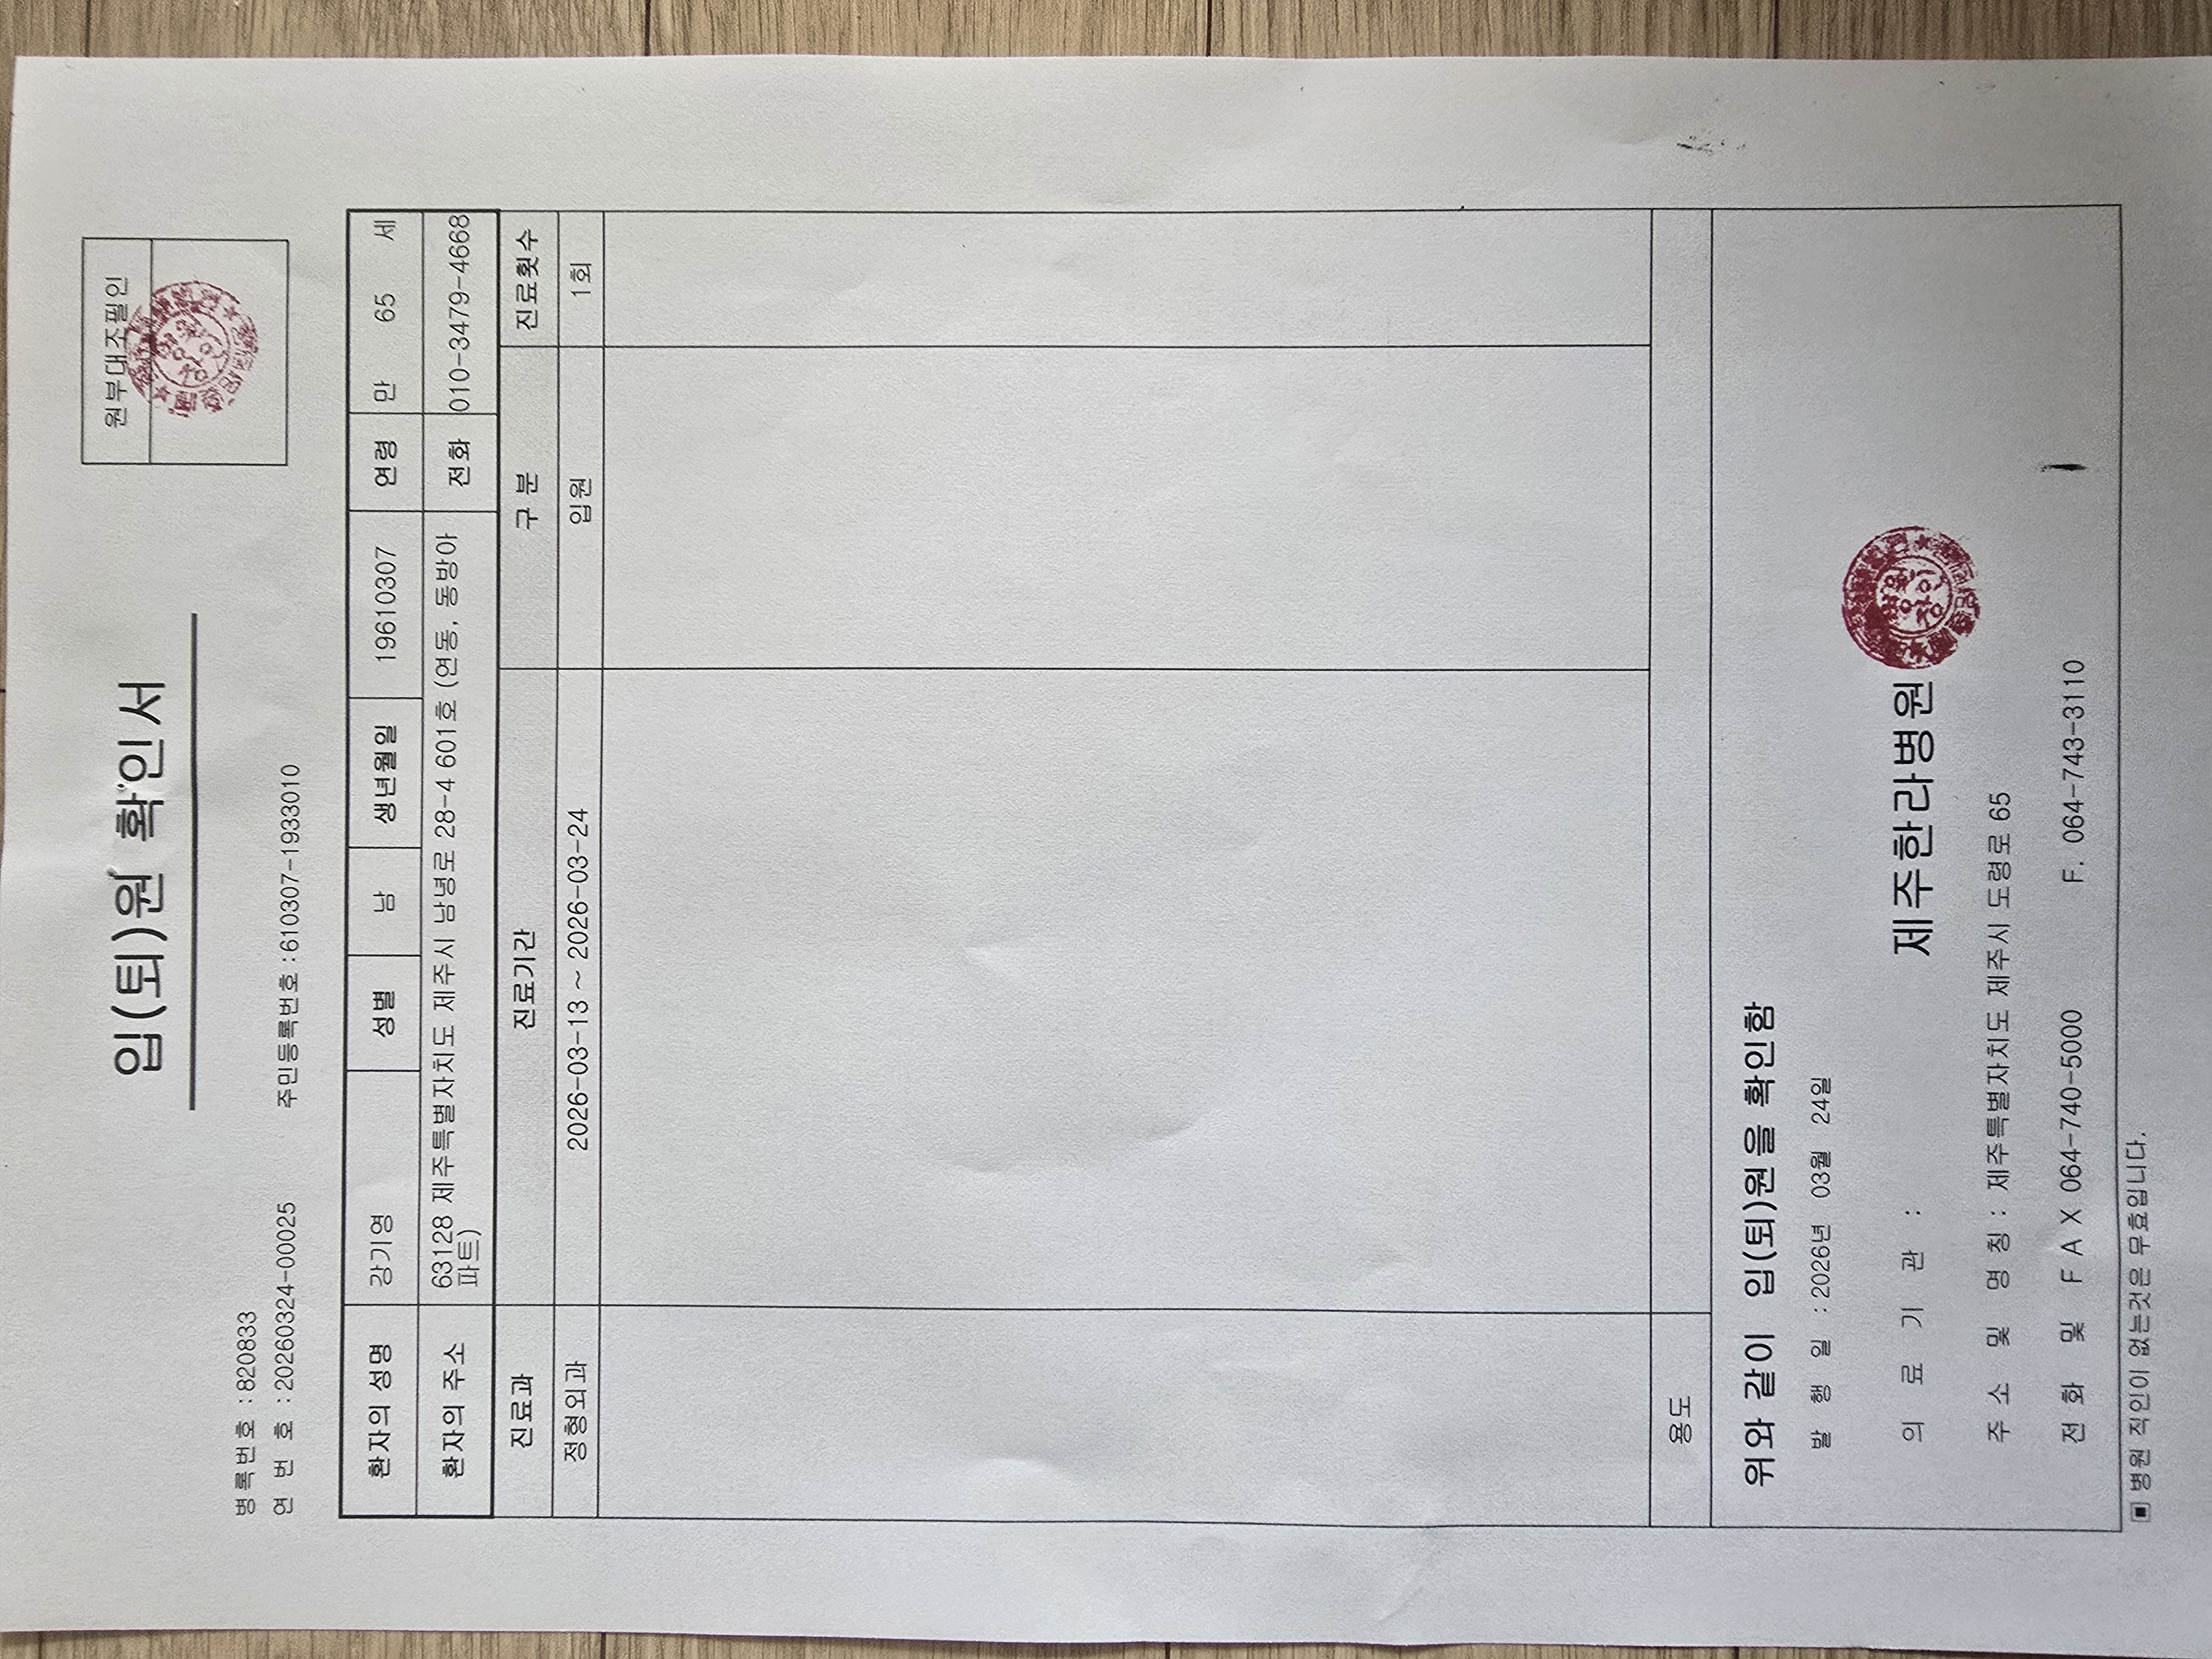 원부대조필인
입(퇴)원 확인서
병록번호 : 820833
연 번 호 : 20260324-00025 주민등록번호 : 610307-1933010
환자의 성명 강기영 성별 남 생년월일 19610307 연령 만 65 세
환자의 주소 63128 제주특별자치도 제주시 남녕로 28-4 601호 (연동, 동방아파트) 전화 010-3479-4668
진료과 진료기간 구 분 진료횟수
정형외과 2026-03-13 ~ 2026-03-24 입원 1회
용도
위와 같이 입(퇴)원을 확인함
발 행 일 : 2026년 03월 24일
의 료 기 관 : 제주한라병원
주 소 및 명 칭 : 제주특별자치도 제주시 도령로 65
전 화 및 F A X 064-740-5000 F. 064-743-3110
▣ 병원 직인이 없는것은 무효입니다.